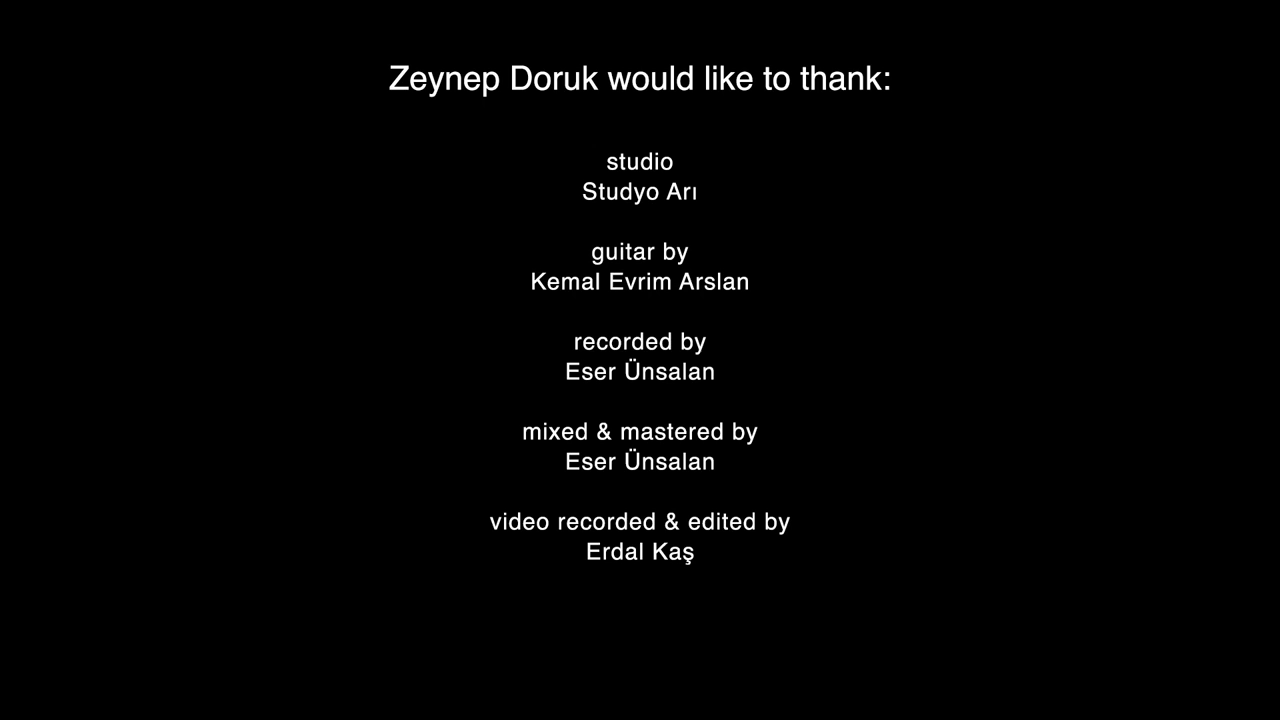 Zeynep Doruk would like to thank:
studio
Studyo Arı
guitar by
Kemal Evrim Arslan
recorded by
Eser Ünsalan
mixed & mastered by
Eser Ünsalan
video recorded & edited by
Erdal Kaş